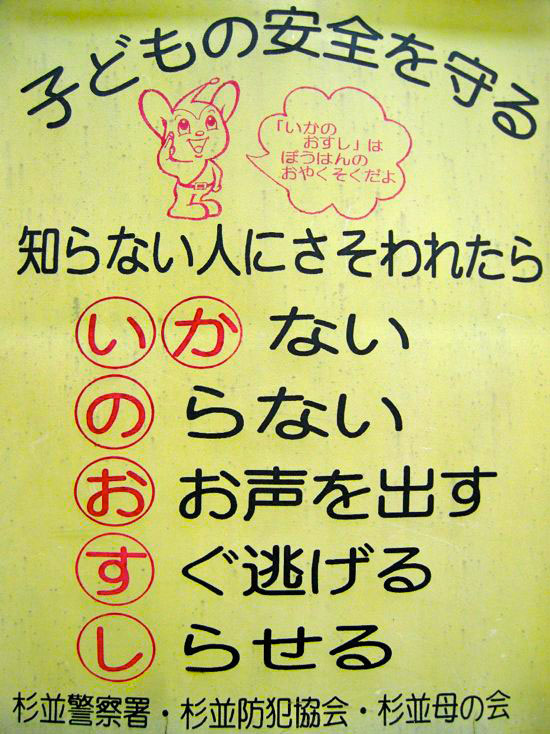 子どもの安全を守る
「いかの
おすし」は
ぼうはんの
おやくそくだよ
知らない人にさそわれたら
いかない
のらない
おお声を出す
すぐ逃げる
しらせる
杉並警察署・杉並防犯協会・杉並母の会